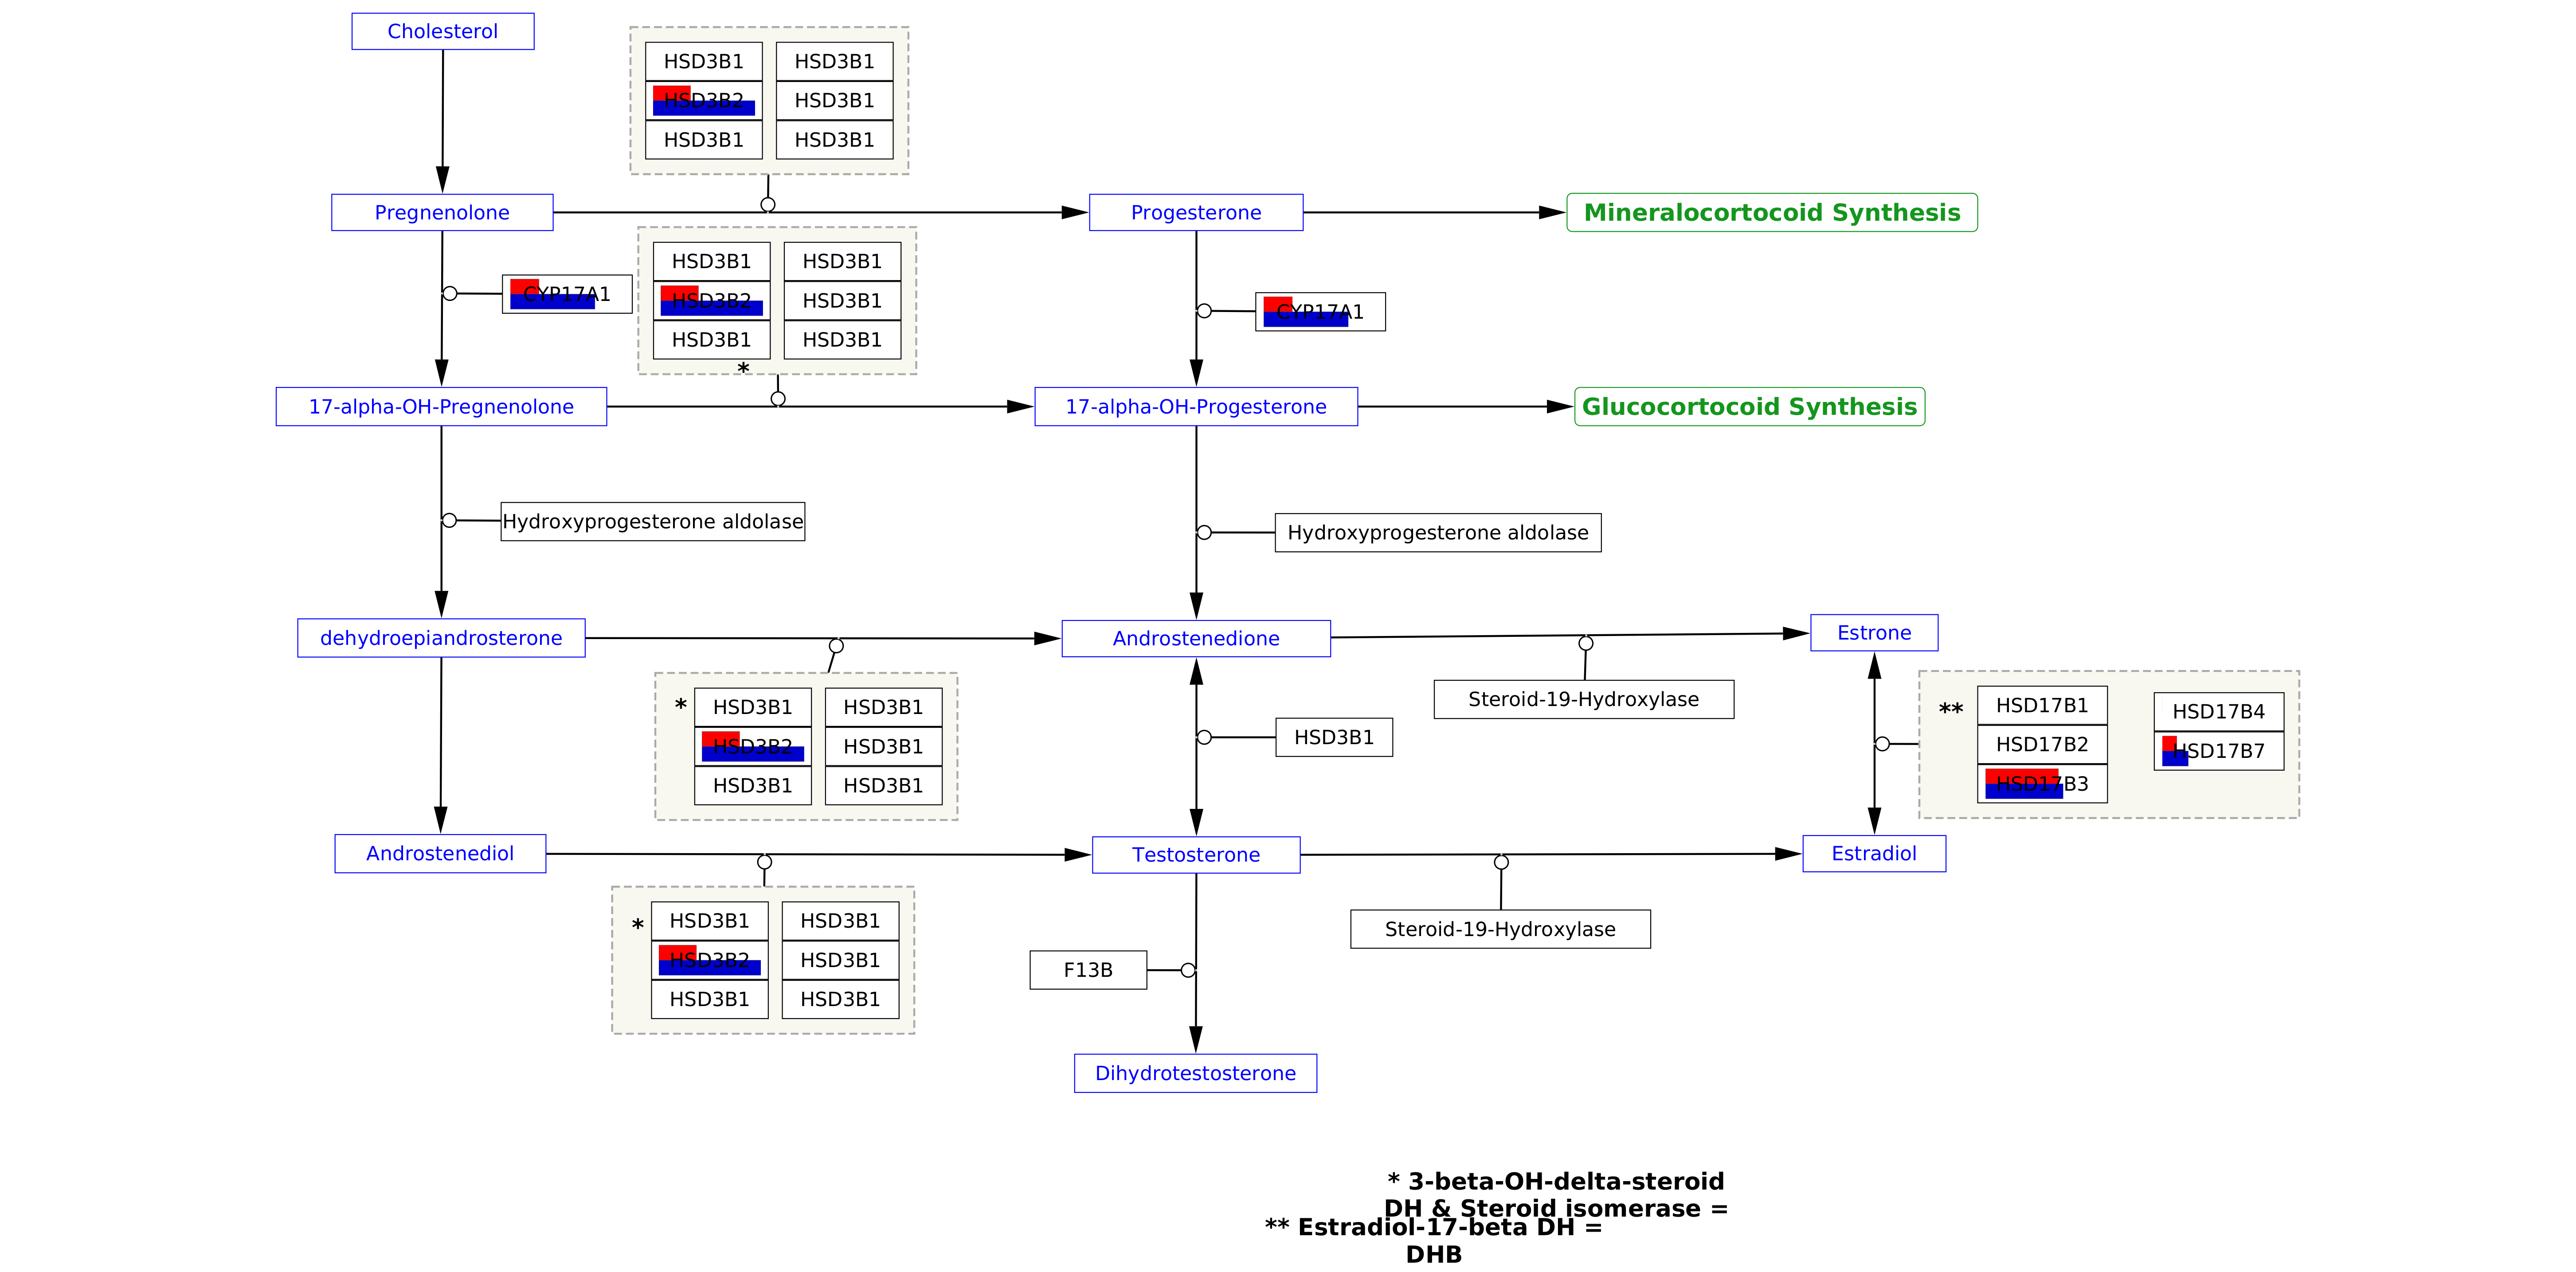 Cholesterol
HSD3B1
HSD3B1
HSD3B2
HSD3B1
HSD3B1
HSD3B1
Pregnenolone
Progesterone
Mineralocortocoid Synthesis
HSD3B1
HSD3B1
CYP17A1
HSD3B2
HSD3B1
CYP17A1
HSD3B1
HSD3B1
*
17-alpha-OH-Pregnenolone
17-alpha-OH-Progesterone
Glucocortocoid Synthesis
Hydroxyprogesterone aldolase
Hydroxyprogesterone aldolase
dehydroepiandrosterone
Androstenedione
Estrone
Steroid-19-Hydroxylase
* HSD3B1
HSD3B1
HSD3B2
HSD3B1
HSD3B1
HSD3B1
HSD3B1
** HSD17B1
HSD17B4
HSD17B2
HSD17B7
HSD17B3
Androstenediol
Testosterone
Estradiol
* HSD3B1
HSD3B1
HSD3B2
HSD3B1
HSD3B1
HSD3B1
Steroid-19-Hydroxylase
F13B
Dihydrotestosterone
* 3-beta-OH-delta-steroid
DH & Steroid isomerase =
** Estradiol-17-beta DH =
DHB